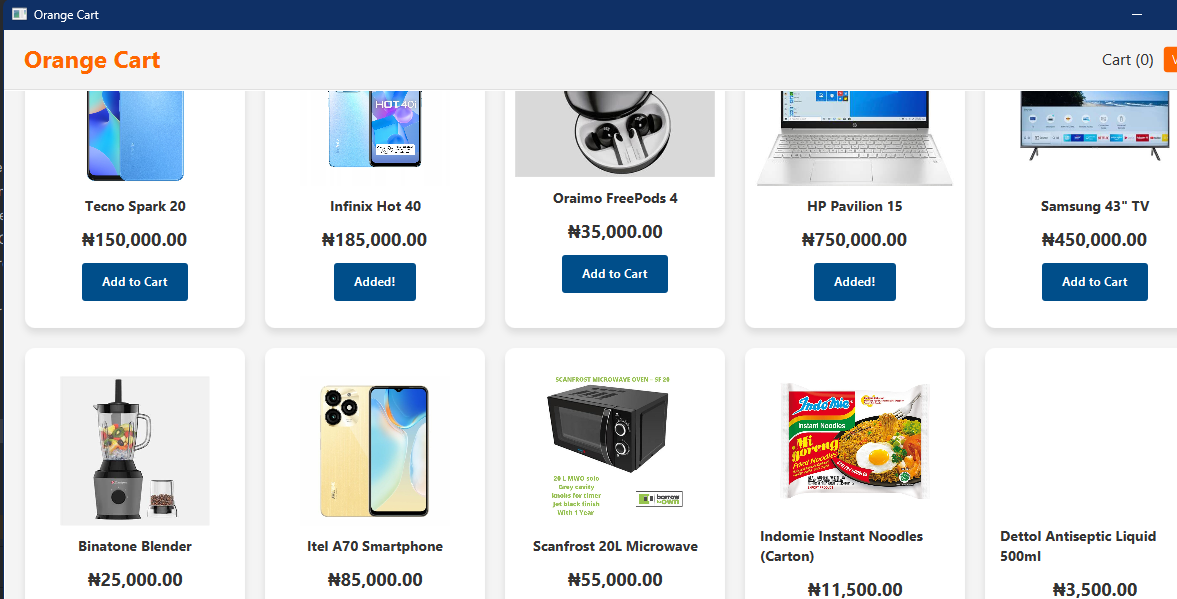 Orange Cart
Orange Cart
Cart (0)
HOT 40i
Tecno Spark 20
Infinix Hot 40
Oraimo FreePods 4
HP Pavilion 15
Samsung 43" TV
₦150,000.00
₦185,000.00
₦35,000.00
₦750,000.00
₦450,000.00
Add to Cart
Added!
Add to Cart
Added!
Add to Cart
SCANFROST MICROWAVE OVEN - SF 20
20 L MWO solo
Grey cavity
knobs for timer
Jet black finish
With 1 Year
Indomie
Instant Noodles
Mi
goreng
Fried Noodles
Binatone Blender
Itel A70 Smartphone
Scanfrost 20L Microwave
Indomie Instant Noodles
(Carton)
Dettol Antiseptic Liquid
500ml
₦25,000.00
₦85,000.00
₦55,000.00
₦11,500.00
₦3,500.00